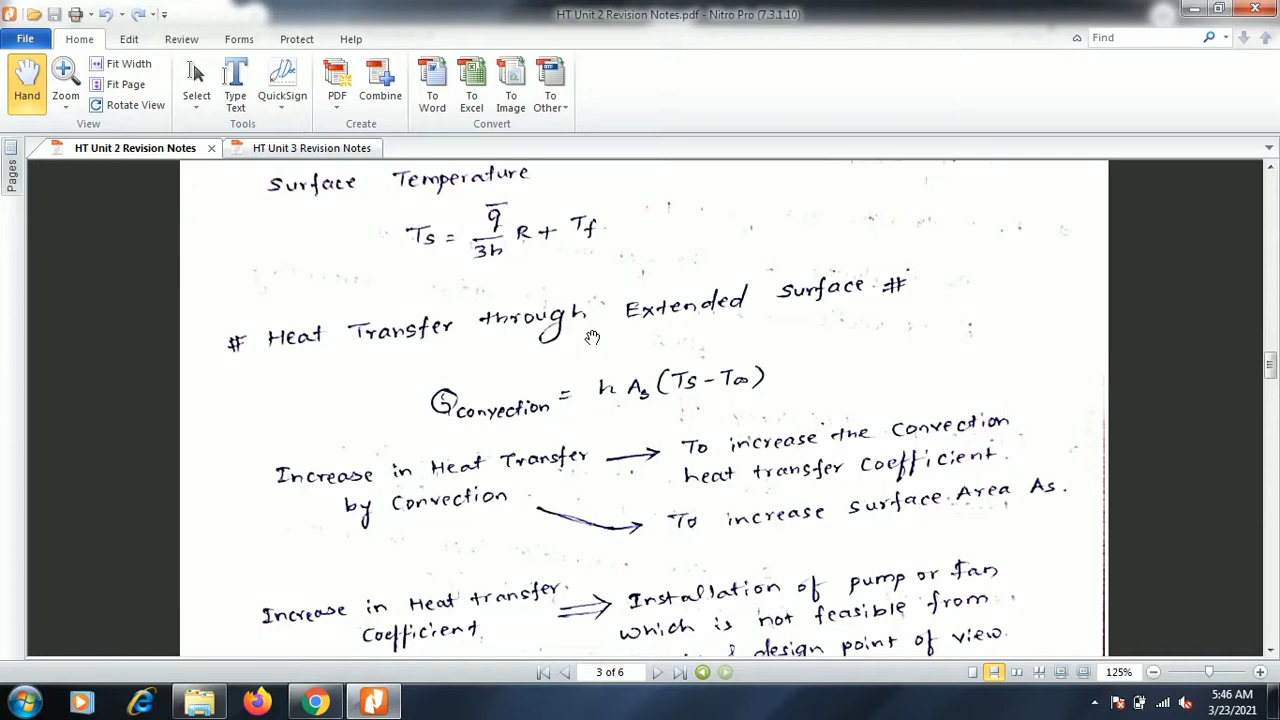 HT Unit 2 Revision Notes.pdf - Nitro Pro (7.3.1.10)
File Home Edit Review Forms Protect Help Find
Hand
Zoom
Fit Width
Fit Page
Rotate View
View
Select
Type Text
QuickSign
Tools
PDF
Combine
Create
To Word
To Excel
To Image
To Other
Convert
Pages
HT Unit 2 Revision Notes
HT Unit 3 Revision Notes
Surface Temperature
Ts = q̅/3h R + Tf
# Heat Transfer through Extended Surface #
Qconvection = h As (Ts - T∞)
Increase in Heat Transfer by Convection
To increase the Convection
heat transfer Coefficient.
To increase surface Area As.
Increase in Heat transfer
Coefficient
Installation of pump or fan
which is not feasible from
design point of view.
3 of 6
125%
5:46 AM
3/23/2021